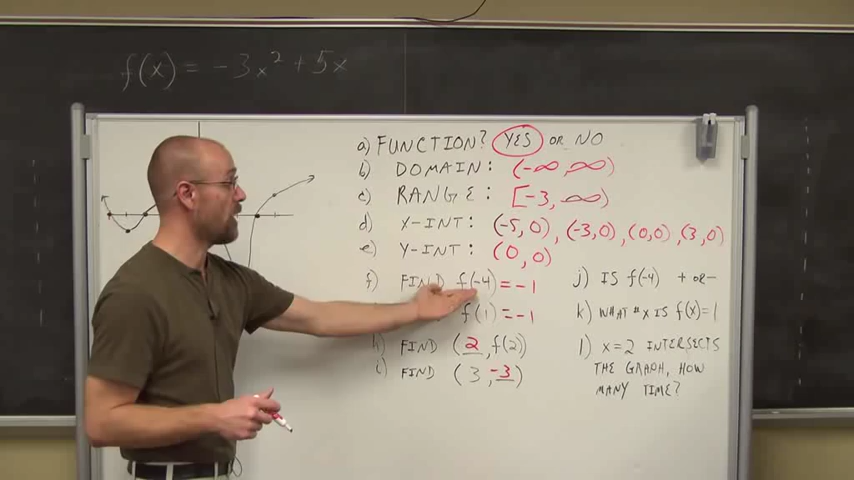 f(x) = -3x² + 5x
a) FUNCTION? YES OR NO
b) DOMAIN: (-∞, ∞)
c) RANGE: [-3, ∞)
d) X-INT: (-5, 0), (-3, 0), (0, 0), (3, 0)
e) Y-INT: (0, 0)
f) FIND f(-4) = -1
f(1) = -1
h) FIND (2, f(2))
i) FIND (3, -3)
j) IS f(-4) + OR -
k) WHAT #X IS f(x) = 1
l) X = 2 INTERSECTS
THE GRAPH, HOW
MANY TIME?